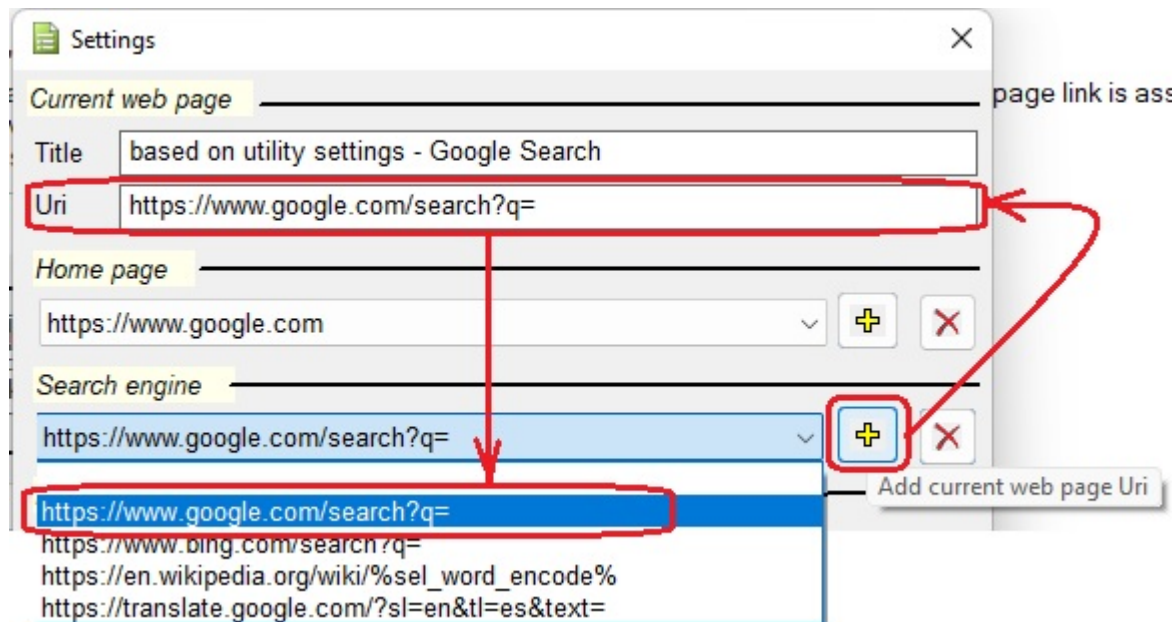 Settings
Current web page
page link is ass
Title based on utility settings - Google Search
Uri https://www.google.com/search?q=
Home page
https://www.google.com
Search engine
https://www.google.com/search?q=
Add current web page Uri
https://www.google.com/search?q=
https://www.bing.com/search?q=
https://en.wikipedia.org/wiki/%sel_word_encode%
https://translate.google.com/?sl=en&tl=es&text=